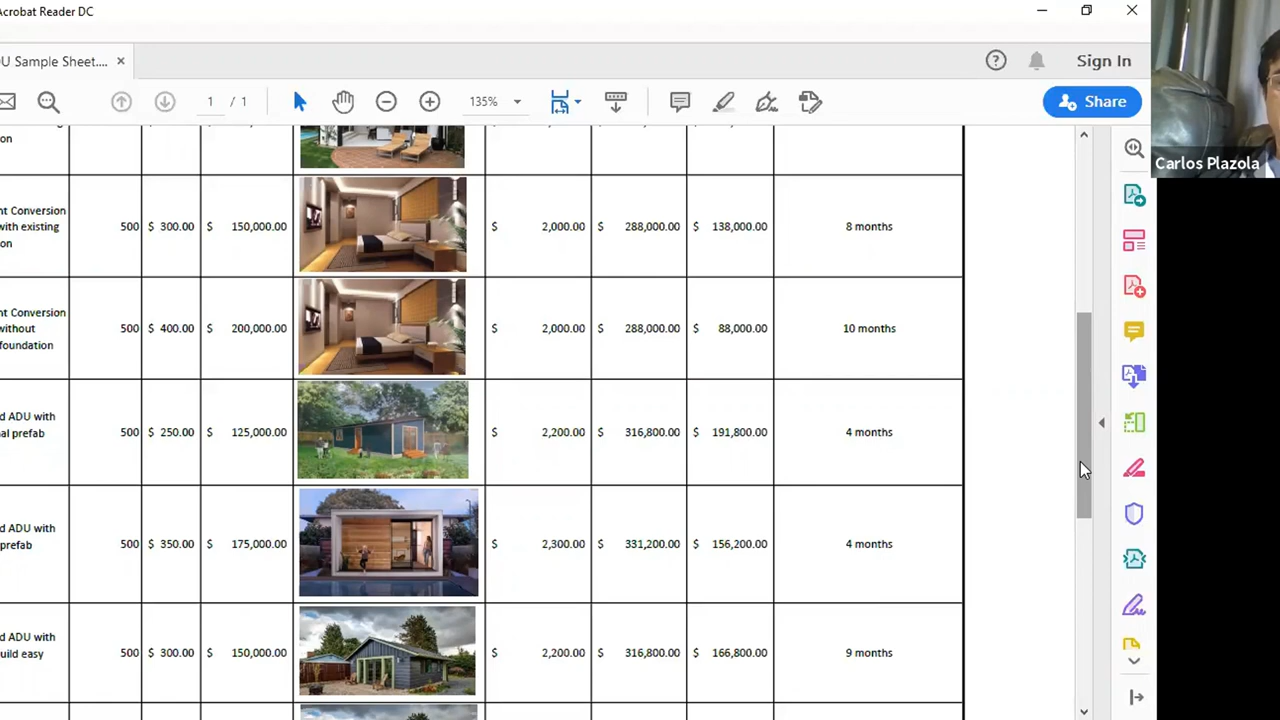 Acrobat Reader DC
U Sample Sheet....
Sign In
1 / 1
135%
Share
Carlos Plazola
on
nt Conversion
with existing
on
500 $ 300.00 $ 150,000.00 $ 2,000.00 $ 288,000.00 $ 138,000.00 8 months
nt Conversion
without
foundation
500 $ 400.00 $ 200,000.00 $ 2,000.00 $ 288,000.00 $ 88,000.00 10 months
d ADU with
al prefab
500 $ 250.00 $ 125,000.00 $ 2,200.00 $ 316,800.00 $ 191,800.00 4 months
d ADU with
prefab
500 $ 350.00 $ 175,000.00 $ 2,300.00 $ 331,200.00 $ 156,200.00 4 months
d ADU with
uild easy
500 $ 300.00 $ 150,000.00 $ 2,200.00 $ 316,800.00 $ 166,800.00 9 months